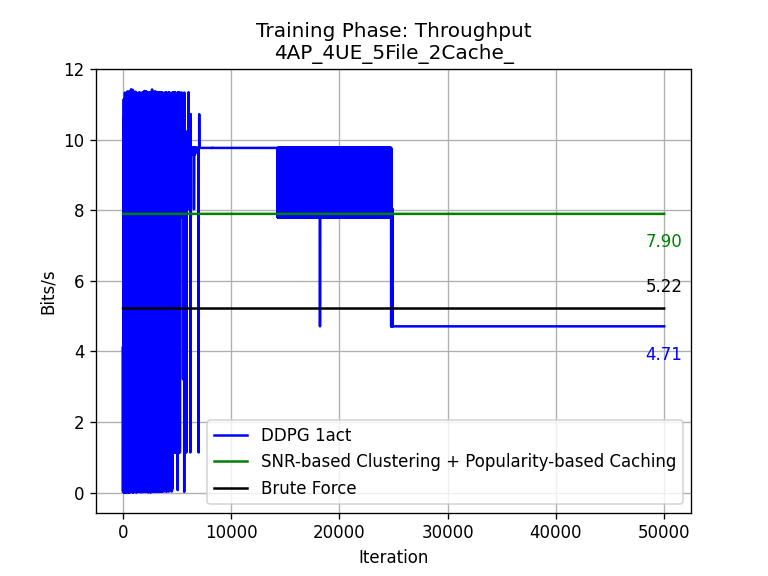 Training Phase: Throughput
4AP_4UE_5File_2Cache_
12
10
8
6
4
2
0
Bits/s
7.90
5.22
4.71
DDPG 1act
SNR-based Clustering + Popularity-based Caching
Brute Force
0
10000
20000
30000
40000
50000
Iteration